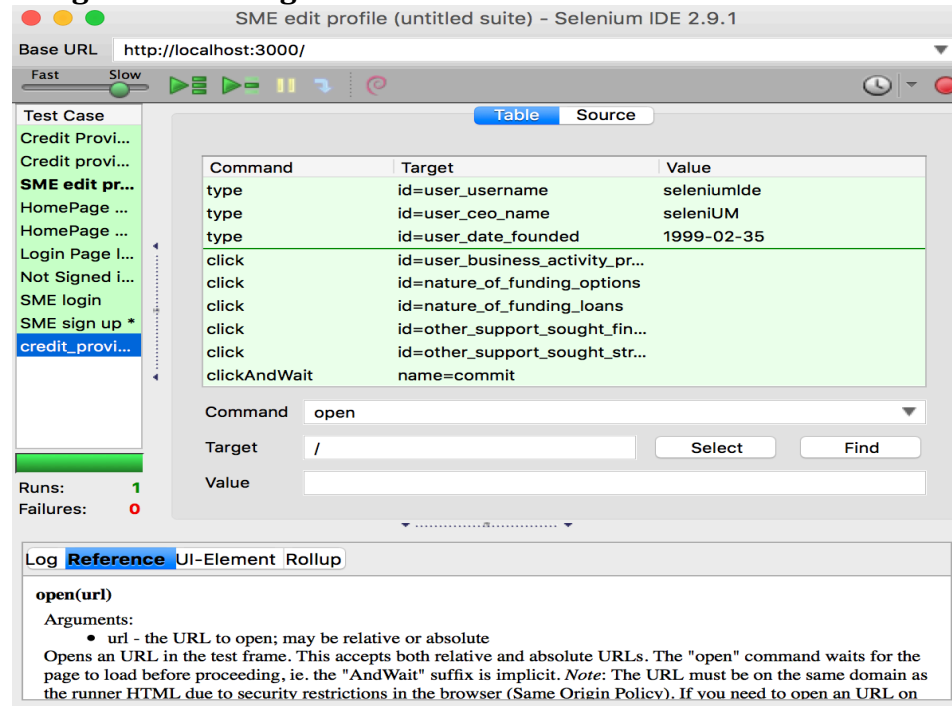 SME edit profile (untitled suite) - Selenium IDE 2.9.1
Base URL http://localhost:3000/
Fast Slow
Table Source
Test Case
Credit Provi...
Credit provi...
SME edit pr...
HomePage ...
HomePage ...
Login Page l...
Not Signed i...
SME login
SME sign up *
credit_provi...
Runs: 1
Failures: 0
Command Target Value
type id=user_username seleniumIde
type id=user_ceo_name seleniUM
type id=user_date_founded 1999-02-35
click id=user_business_activity_pr...
click id=nature_of_funding_options
click id=nature_of_funding_loans
click id=other_support_sought_fin...
click id=other_support_sought_str...
clickAndWait name=commit
Command open
Target / Select Find
Value
Log Reference UI-Element Rollup
open(url)
Arguments:
• url - the URL to open; may be relative or absolute
Opens an URL in the test frame. This accepts both relative and absolute URLs. The "open" command waits for the
page to load before proceeding, ie. the "AndWait" suffix is implicit. Note: The URL must be on the same domain as
the runner HTML due to security restrictions in the browser (Same Origin Policy). If you need to open an URL on